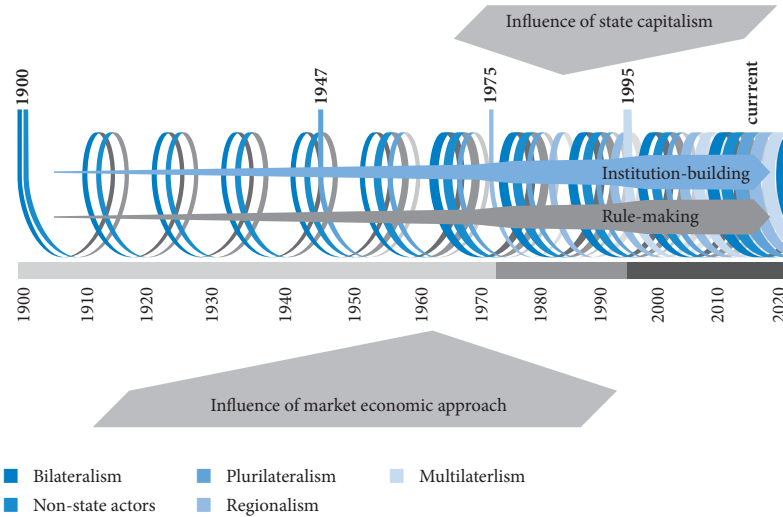 Influence of state capitalism
1900
1947
1975
1995
currrent
Institution-building
Rule-making
1900
1910
1920
1930
1940
1950
1960
1970
1980
1990
2000
2010
2020
Influence of market economic approach
Bilateralism
Plurilateralism
Multilaterlism
Non-state actors
Regionalism